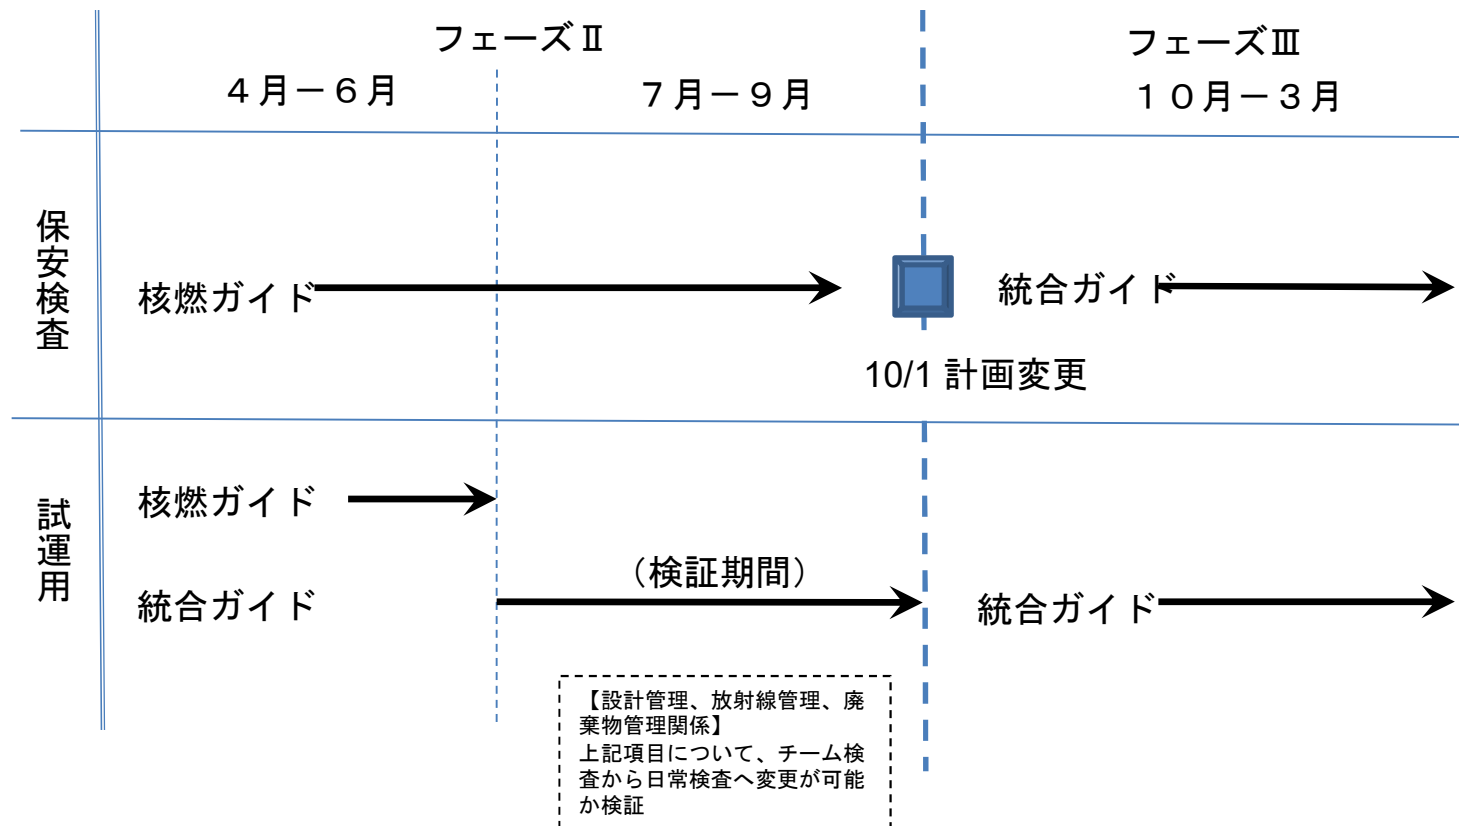 フェーズⅡ
フェーズⅢ
４月－６月
７月－９月
１０月－３月
保安検査
核燃ガイド
統合ガイド
10/1 計画変更
試運用
核燃ガイド
（検証期間）
統合ガイド
統合ガイド
【設計管理、放射線管理、廃
棄物管理関係】
上記項目について、チーム検
査から日常検査へ変更が可能
か検証